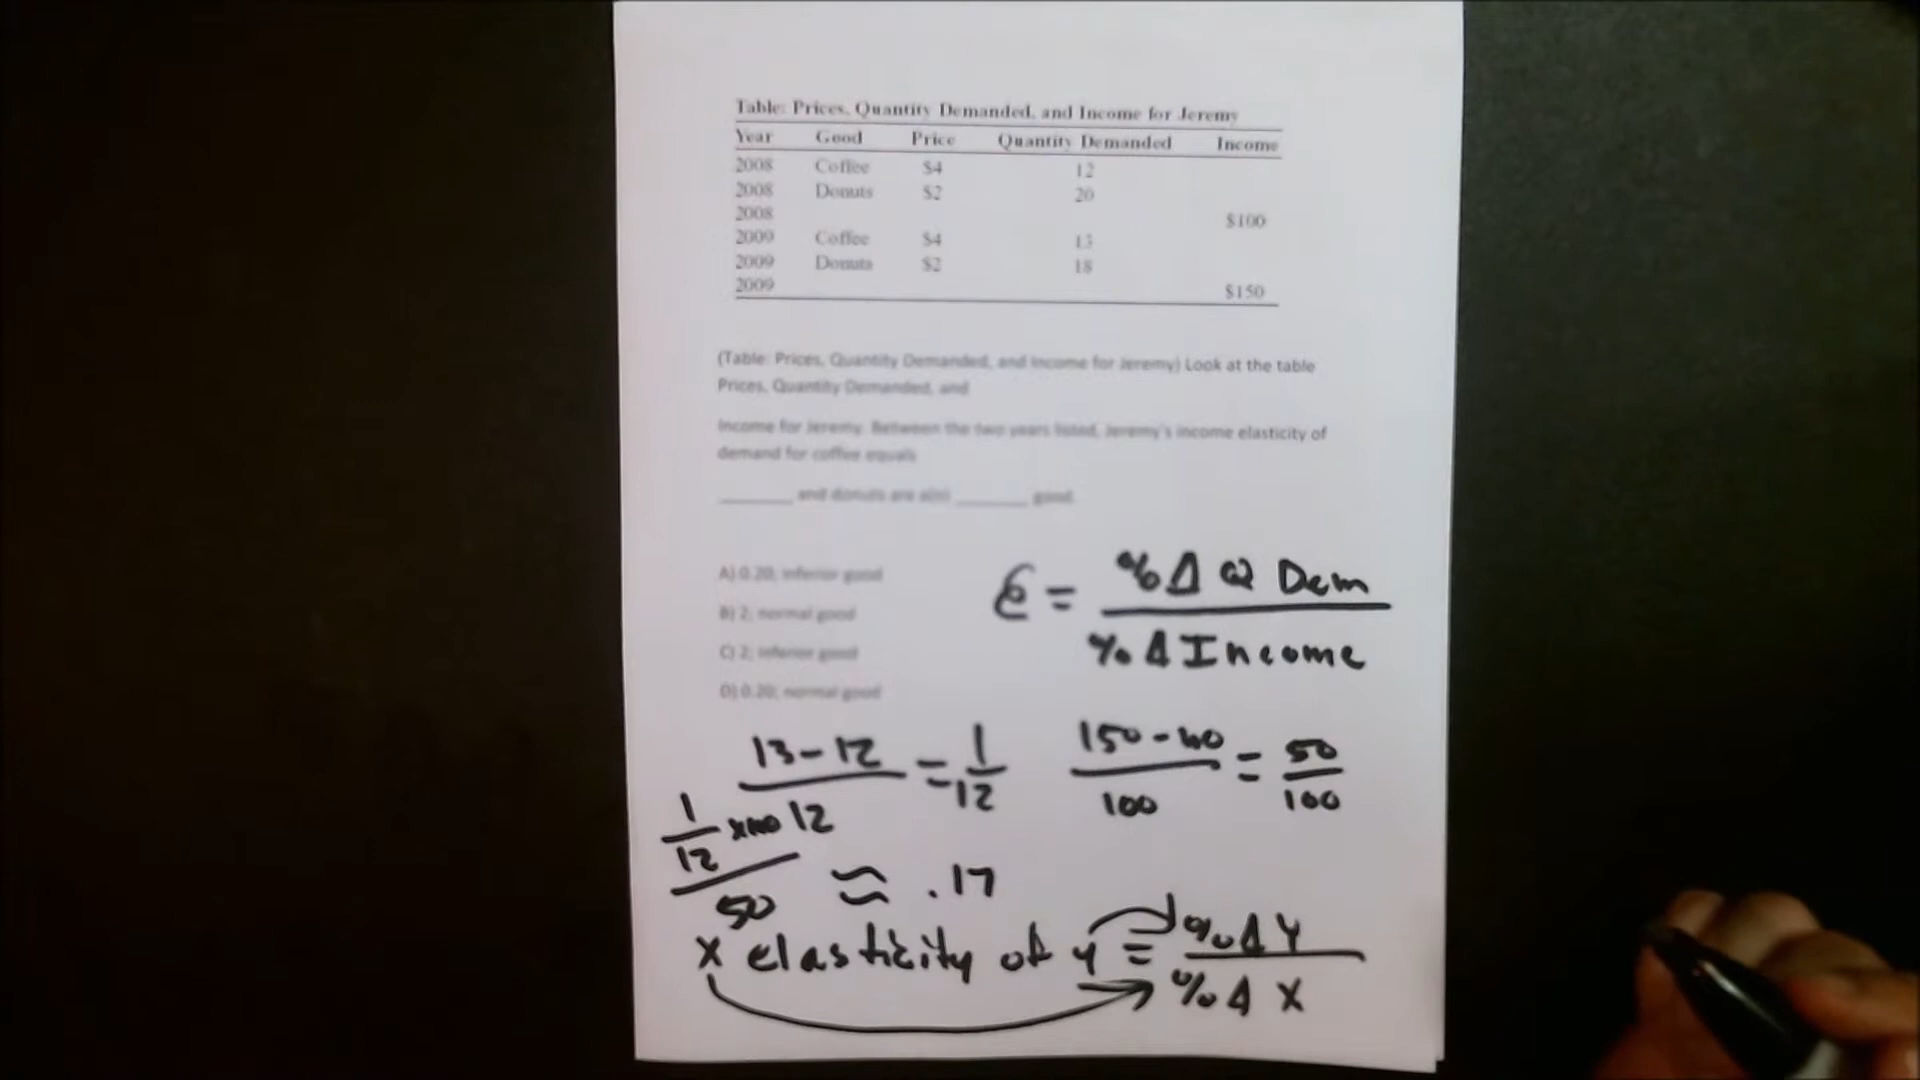 Table: Prices, Quantity Demanded, and Income for Jeremy
Year Good Price Quantity Demanded Income
2008 Coffee $4 12
2008 Donuts $2 20
2008 $100
2009 Coffee $4 13
2009 Donuts $2 18
2009 $150
(Table: Prices, Quantity Demanded, and Income for Jeremy) Look at the table
Prices, Quantity Demanded, and
Income for Jeremy. Between the two years listed, Jeremy's income elasticity of
demand for coffee equals
________ and donuts are a(n) ________ good.
A) 0.20; inferior good
B) 2; normal good
C) 2; inferior good
D) 0.20; normal good
ε = %Δ Q Dem
%Δ Income
13-12 = 1
12 12
150-100 = 50
100 100
1
12 x100
50 ≈ .17
x elasticity of y = %Δ Y
%Δ X